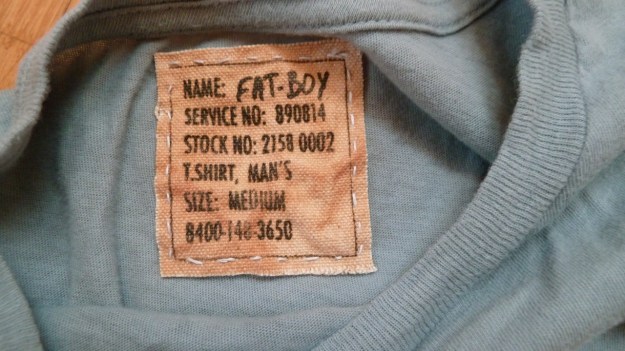 NAME: FAT-BOY
SERVICE NO: 890814
STOCK NO: 2158 0002
T.SHIRT, MAN'S
SIZE: MEDIUM
8400-148-3650